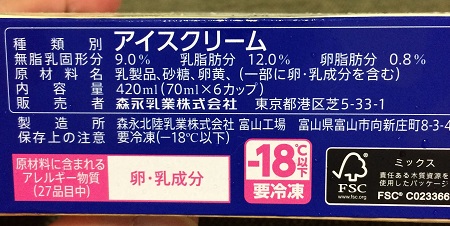 種類別 アイスクリーム
無脂乳固形分 9.0% 乳脂肪分 12.0% 卵脂肪分 0.8%
原材料名 乳製品、砂糖、卵黄、(一部に卵・乳成分を含む)
内容量 420ml(70ml×6カップ)
販売者 森永乳業株式会社 東京都港区芝5-33-1
製造所 森永北陸乳業株式会社 富山工場 富山県富山市向新庄町8-3-4
保存上の注意 要冷凍(−18℃以下)
原材料に含まれる
アレルギー物質
(27品目中)
卵・乳成分
-18℃以下
要冷凍
FSC
www.fsc.org
ミックス
責任ある木質資源を
使用したパッケージ
FSC® C023366